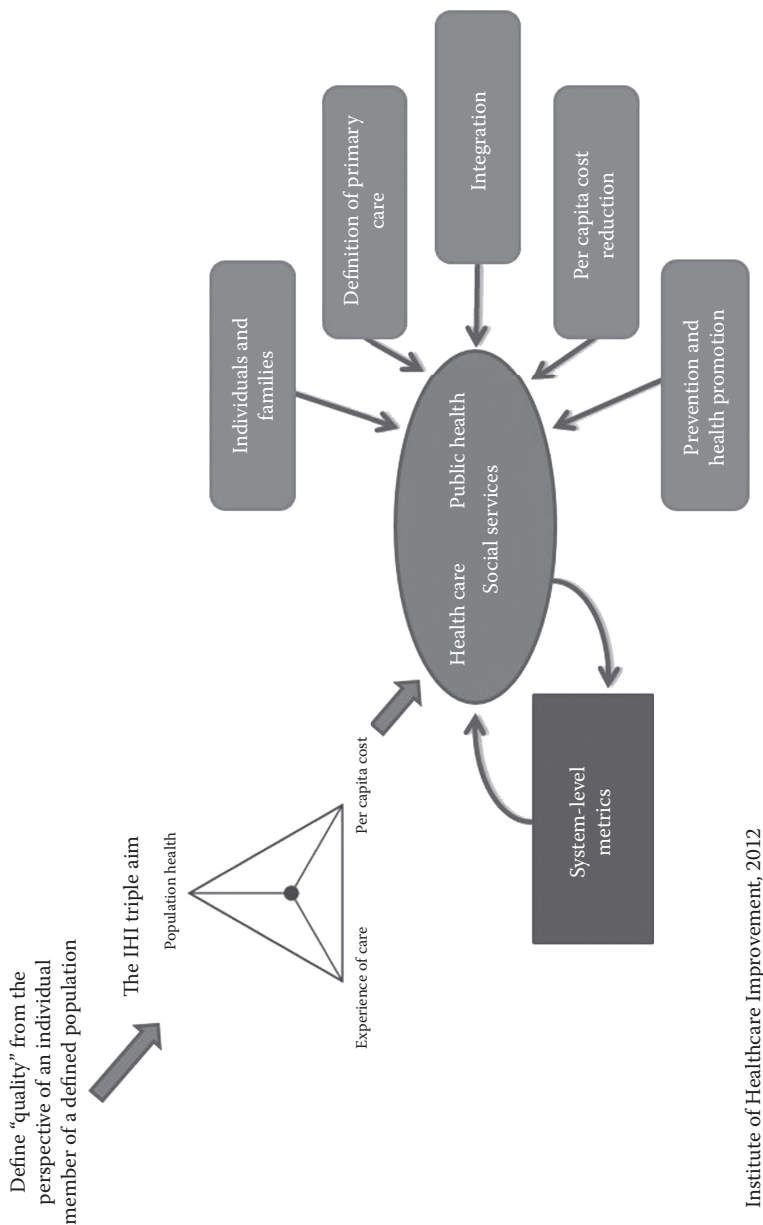 Define “quality” from the
perspective of an individual
member of a defined population
The IHI triple aim
Population health
Experience of care
Per capita cost
Health care
Public health
Social services
System-level
metrics
Individuals and
families
Definition of primary
care
Integration
Per capita cost
reduction
Prevention and
health promotion
Institute of Healthcare Improvement, 2012